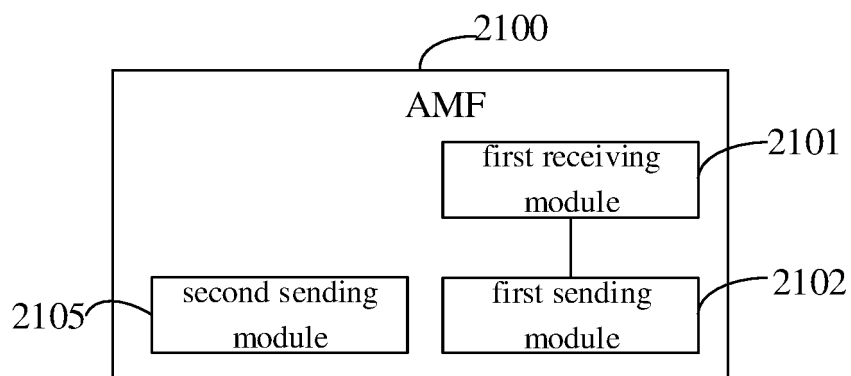 2100
AMF
first receiving
module
2101
second sending
module
2105
first sending
module
2102